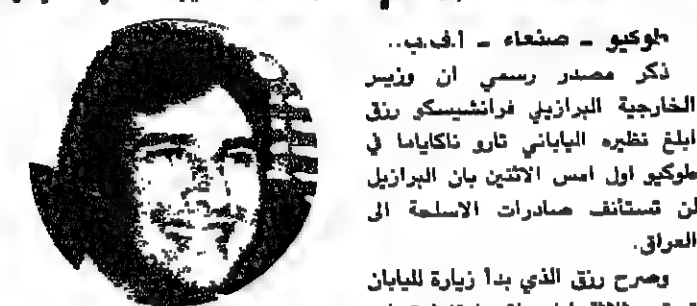 طوكيو ـ صنعاء ـ أ.ف.ب..
ذكر مصدر رسمي ان وزير
الخارجية البرازيلي فرانشيسكو رزق
ابلغ نظيره الياباني تارو ناكاياما في
طوكيو اول امس الاثنين بان البرازيل
لن تستأنف صادرات الاسلحة الى
العراق.
وصرح رزق الذي بدأ زيارة لليابان